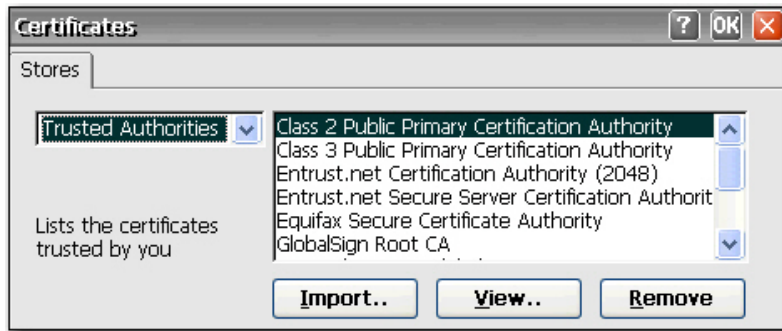 Certificates
? OK X
Stores
Trusted Authorities
Class 2 Public Primary Certification Authority
Class 3 Public Primary Certification Authority
Entrust.net Certification Authority (2048)
Entrust.net Secure Server Certification Authorit
Equifax Secure Certificate Authority
GlobalSign Root CA
Lists the certificates
trusted by you
Import.. View.. Remove